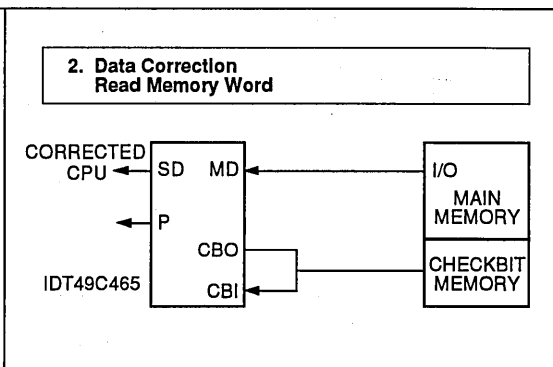 2. Data Correction
Read Memory Word
CORRECTED
CPU
SD
MD
P
CBO
CBI
IDT49C465
I/O
MAIN
MEMORY
CHECKBIT
MEMORY